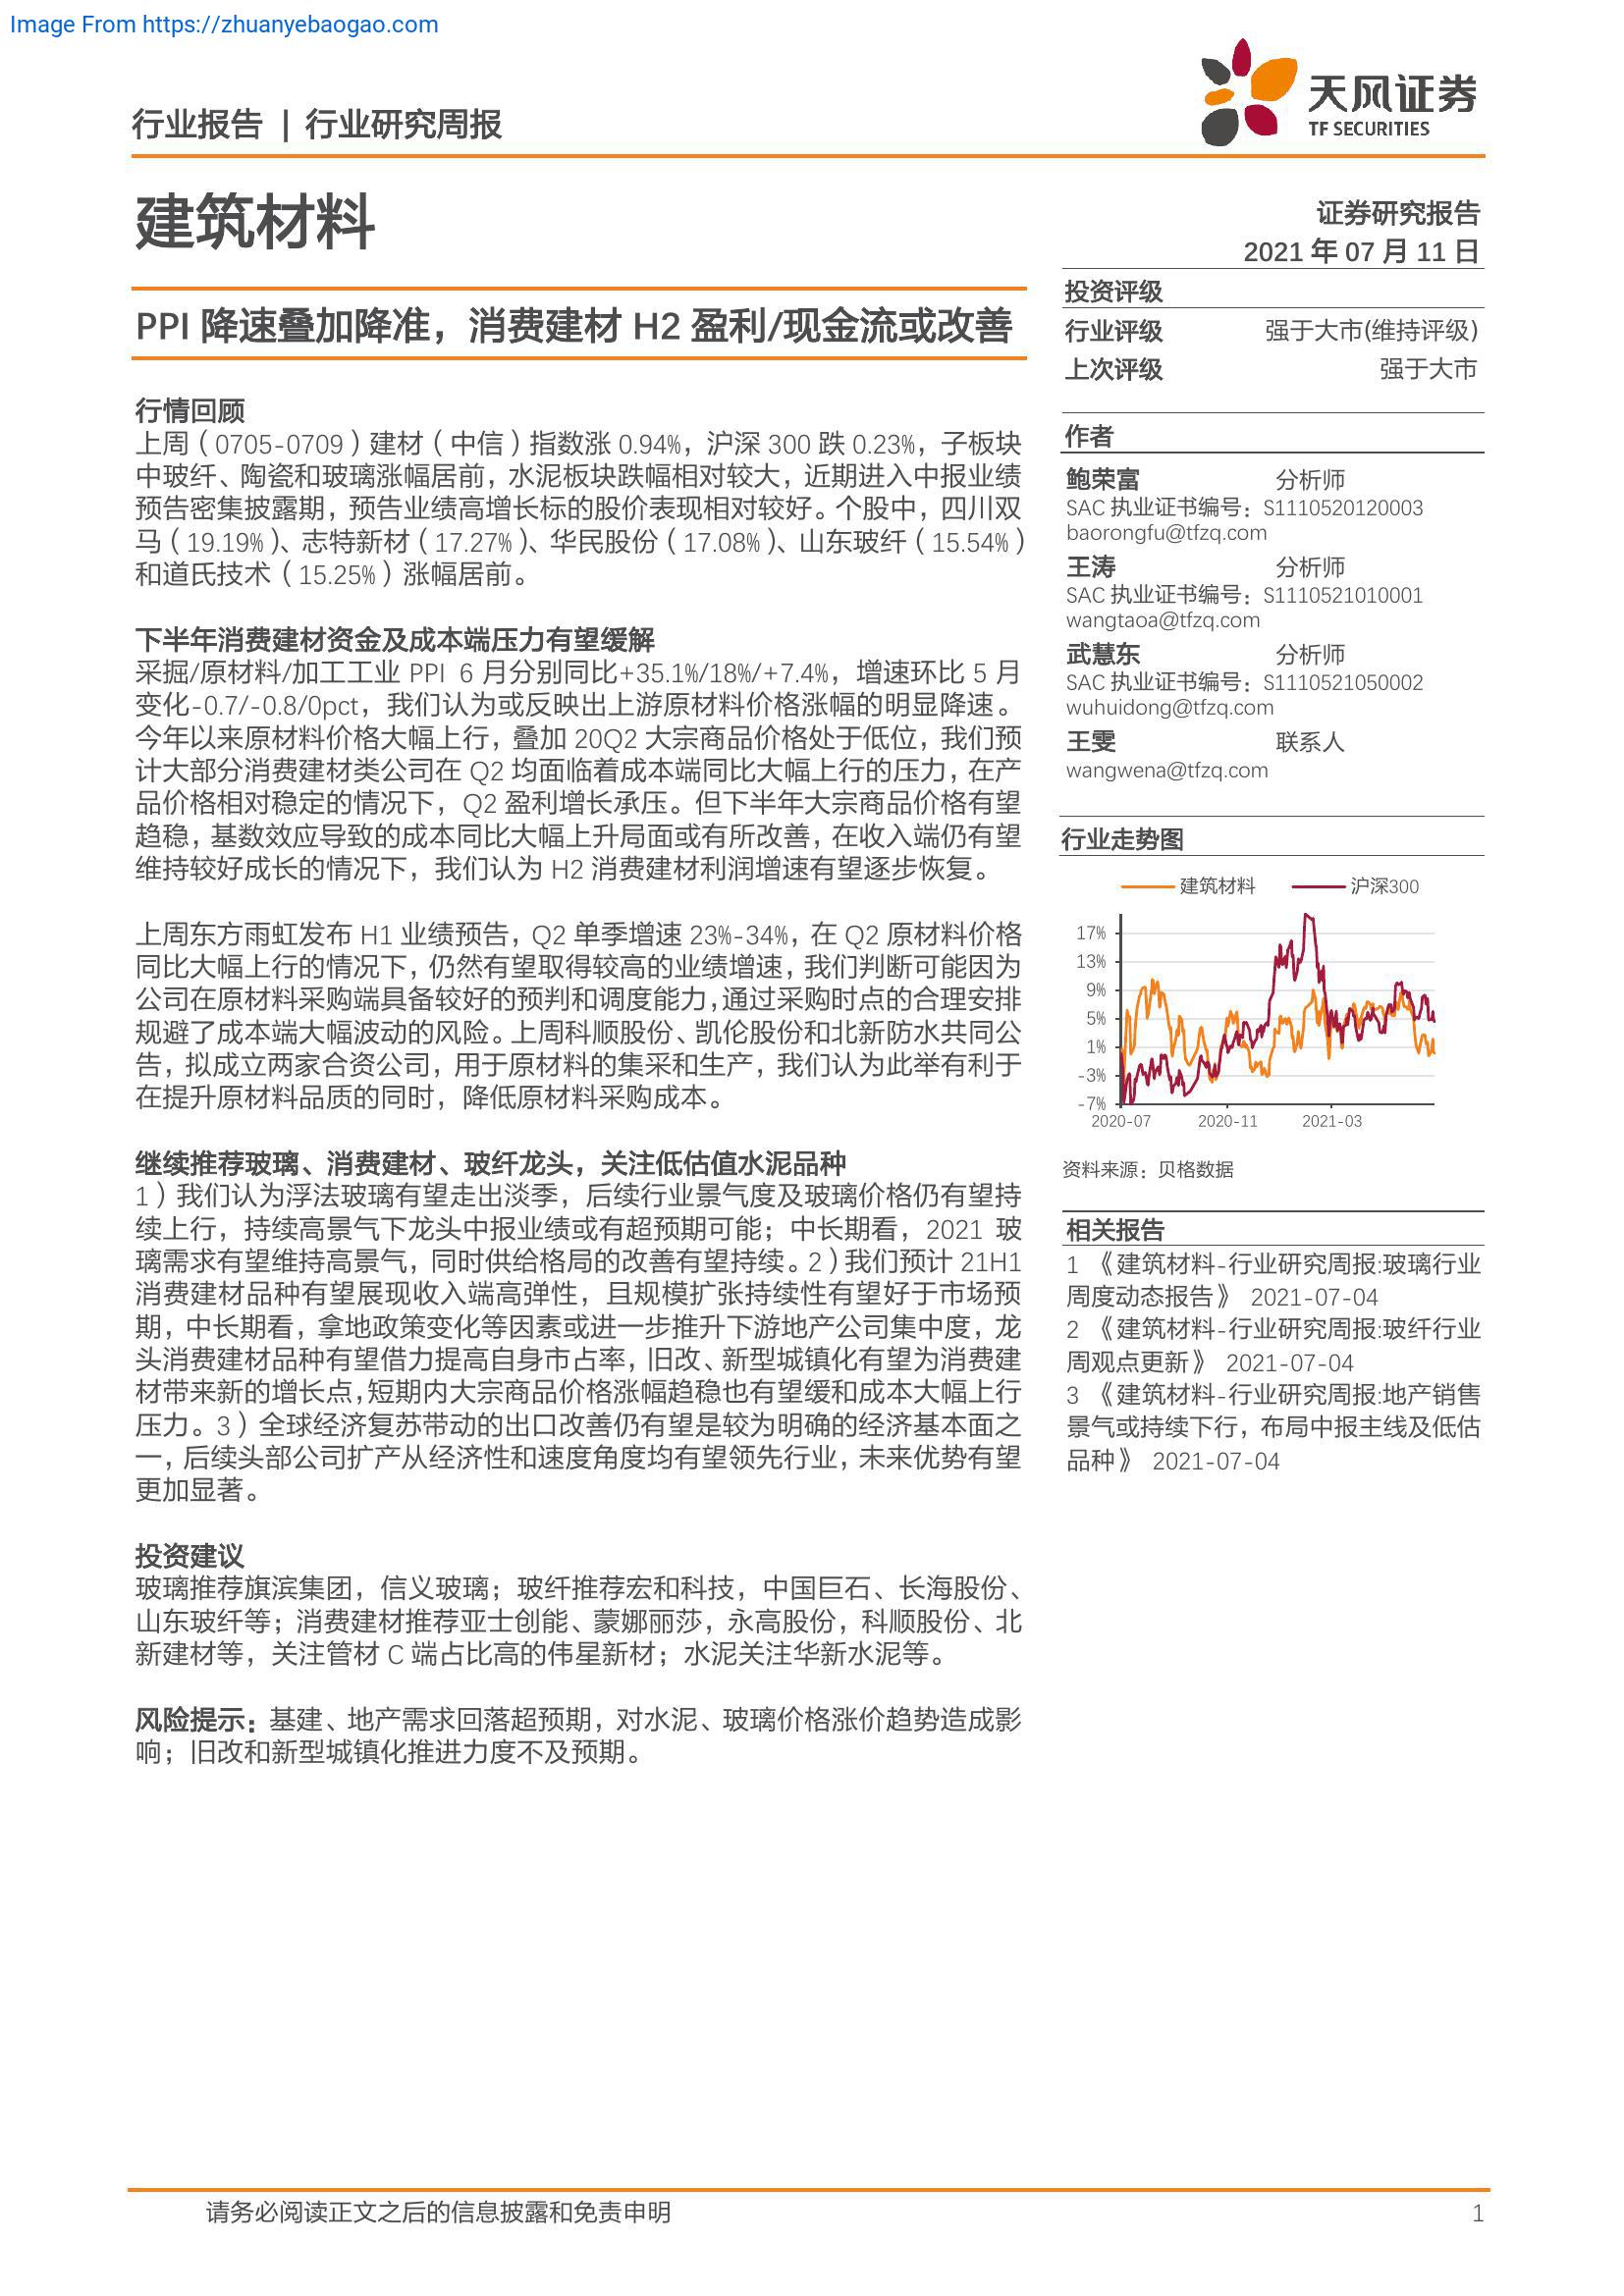 Image From https://zhuanyebaogao.com
行业报告 | 行业研究周报
天风证券
TF SECURITIES
建筑材料
证券研究报告
2021 年 07 月 11 日
PPI 降速叠加降准，消费建材 H2 盈利/现金流或改善
行情回顾
上周（0705-0709）建材（中信）指数涨 0.94%，沪深 300 跌 0.23%，子板块
中玻纤、陶瓷和玻璃涨幅居前，水泥板块跌幅相对较大，近期进入中报业绩
预告密集披露期，预告业绩高增长标的股价表现相对较好。个股中，四川双
马（19.19%）、志特新材（17.27%）、华民股份（17.08%）、山东玻纤（15.54%）
和道氏技术（15.25%）涨幅居前。
下半年消费建材资金及成本端压力有望缓解
采掘/原材料/加工工业 PPI 6 月分别同比+35.1%/18%/+7.4%，增速环比 5 月
变化-0.7/-0.8/0pct，我们认为或反映出上游原材料价格涨幅的明显降速。
今年以来原材料价格大幅上行，叠加 20Q2 大宗商品价格处于低位，我们预
计大部分消费建材类公司在 Q2 均面临着成本端同比大幅上行的压力，在产
品价格相对稳定的情况下，Q2 盈利增长承压。但下半年大宗商品价格有望
趋稳，基数效应导致的成本同比大幅上升局面或有所改善，在收入端仍有望
维持较好成长的情况下，我们认为 H2 消费建材利润增速有望逐步恢复。
上周东方雨虹发布 H1 业绩预告，Q2 单季增速 23%-34%，在 Q2 原材料价格
同比大幅上行的情况下，仍然有望取得较高的业绩增速，我们判断可能因为
公司在原材料采购端具备较好的预判和调度能力，通过采购时点的合理安排
规避了成本端大幅波动的风险。上周科顺股份、凯伦股份和北新防水共同公
告，拟成立两家合资公司，用于原材料的集采和生产，我们认为此举有利于
在提升原材料品质的同时，降低原材料采购成本。
继续推荐玻璃、消费建材、玻纤龙头，关注低估值水泥品种
1）我们认为浮法玻璃有望走出淡季，后续行业景气度及玻璃价格仍有望持
续上行，持续高景气下龙头中报业绩或有超预期可能；中长期看，2021 玻
璃需求有望维持高景气，同时供给格局的改善有望持续。2）我们预计 21H1
消费建材品种有望展现收入端高弹性，且规模扩张持续性有望好于市场预
期，中长期看，拿地政策变化等因素或进一步推升下游地产公司集中度，龙
头消费建材品种有望借力提高自身市占率，旧改、新型城镇化有望为消费建
材带来新的增长点，短期内大宗商品价格涨幅趋稳也有望缓和成本大幅上行
压力。3）全球经济复苏带动的出口改善仍有望是较为明确的经济基本面之
一，后续头部公司扩产从经济性和速度角度均有望领先行业，未来优势有望
更加显著。
投资建议
玻璃推荐旗滨集团，信义玻璃；玻纤推荐宏和科技，中国巨石、长海股份、
山东玻纤等；消费建材推荐亚士创能、蒙娜丽莎，永高股份，科顺股份、北
新建材等，关注管材 C 端占比高的伟星新材；水泥关注华新水泥等。
风险提示：基建、地产需求回落超预期，对水泥、玻璃价格涨价趋势造成影
响；旧改和新型城镇化推进力度不及预期。
投资评级
行业评级 强于大市(维持评级)
上次评级 强于大市
作者
鲍荣富 分析师
SAC 执业证书编号：S1110520120003
baorongfu@tfzq.com
王涛 分析师
SAC 执业证书编号：S1110521010001
wangtaoa@tfzq.com
武慧东 分析师
SAC 执业证书编号：S1110521050002
wuhuidong@tfzq.com
王雯 联系人
wangwena@tfzq.com
行业走势图
建筑材料 沪深300
17%
13%
9%
5%
1%
-3%
-7%
2020-07 2020-11 2021-03
资料来源：贝格数据
相关报告
1 《建筑材料-行业研究周报:玻璃行业
周度动态报告》 2021-07-04
2 《建筑材料-行业研究周报:玻纤行业
周观点更新》 2021-07-04
3 《建筑材料-行业研究周报:地产销售
景气或持续下行，布局中报主线及低估
品种》 2021-07-04
请务必阅读正文之后的信息披露和免责申明 1